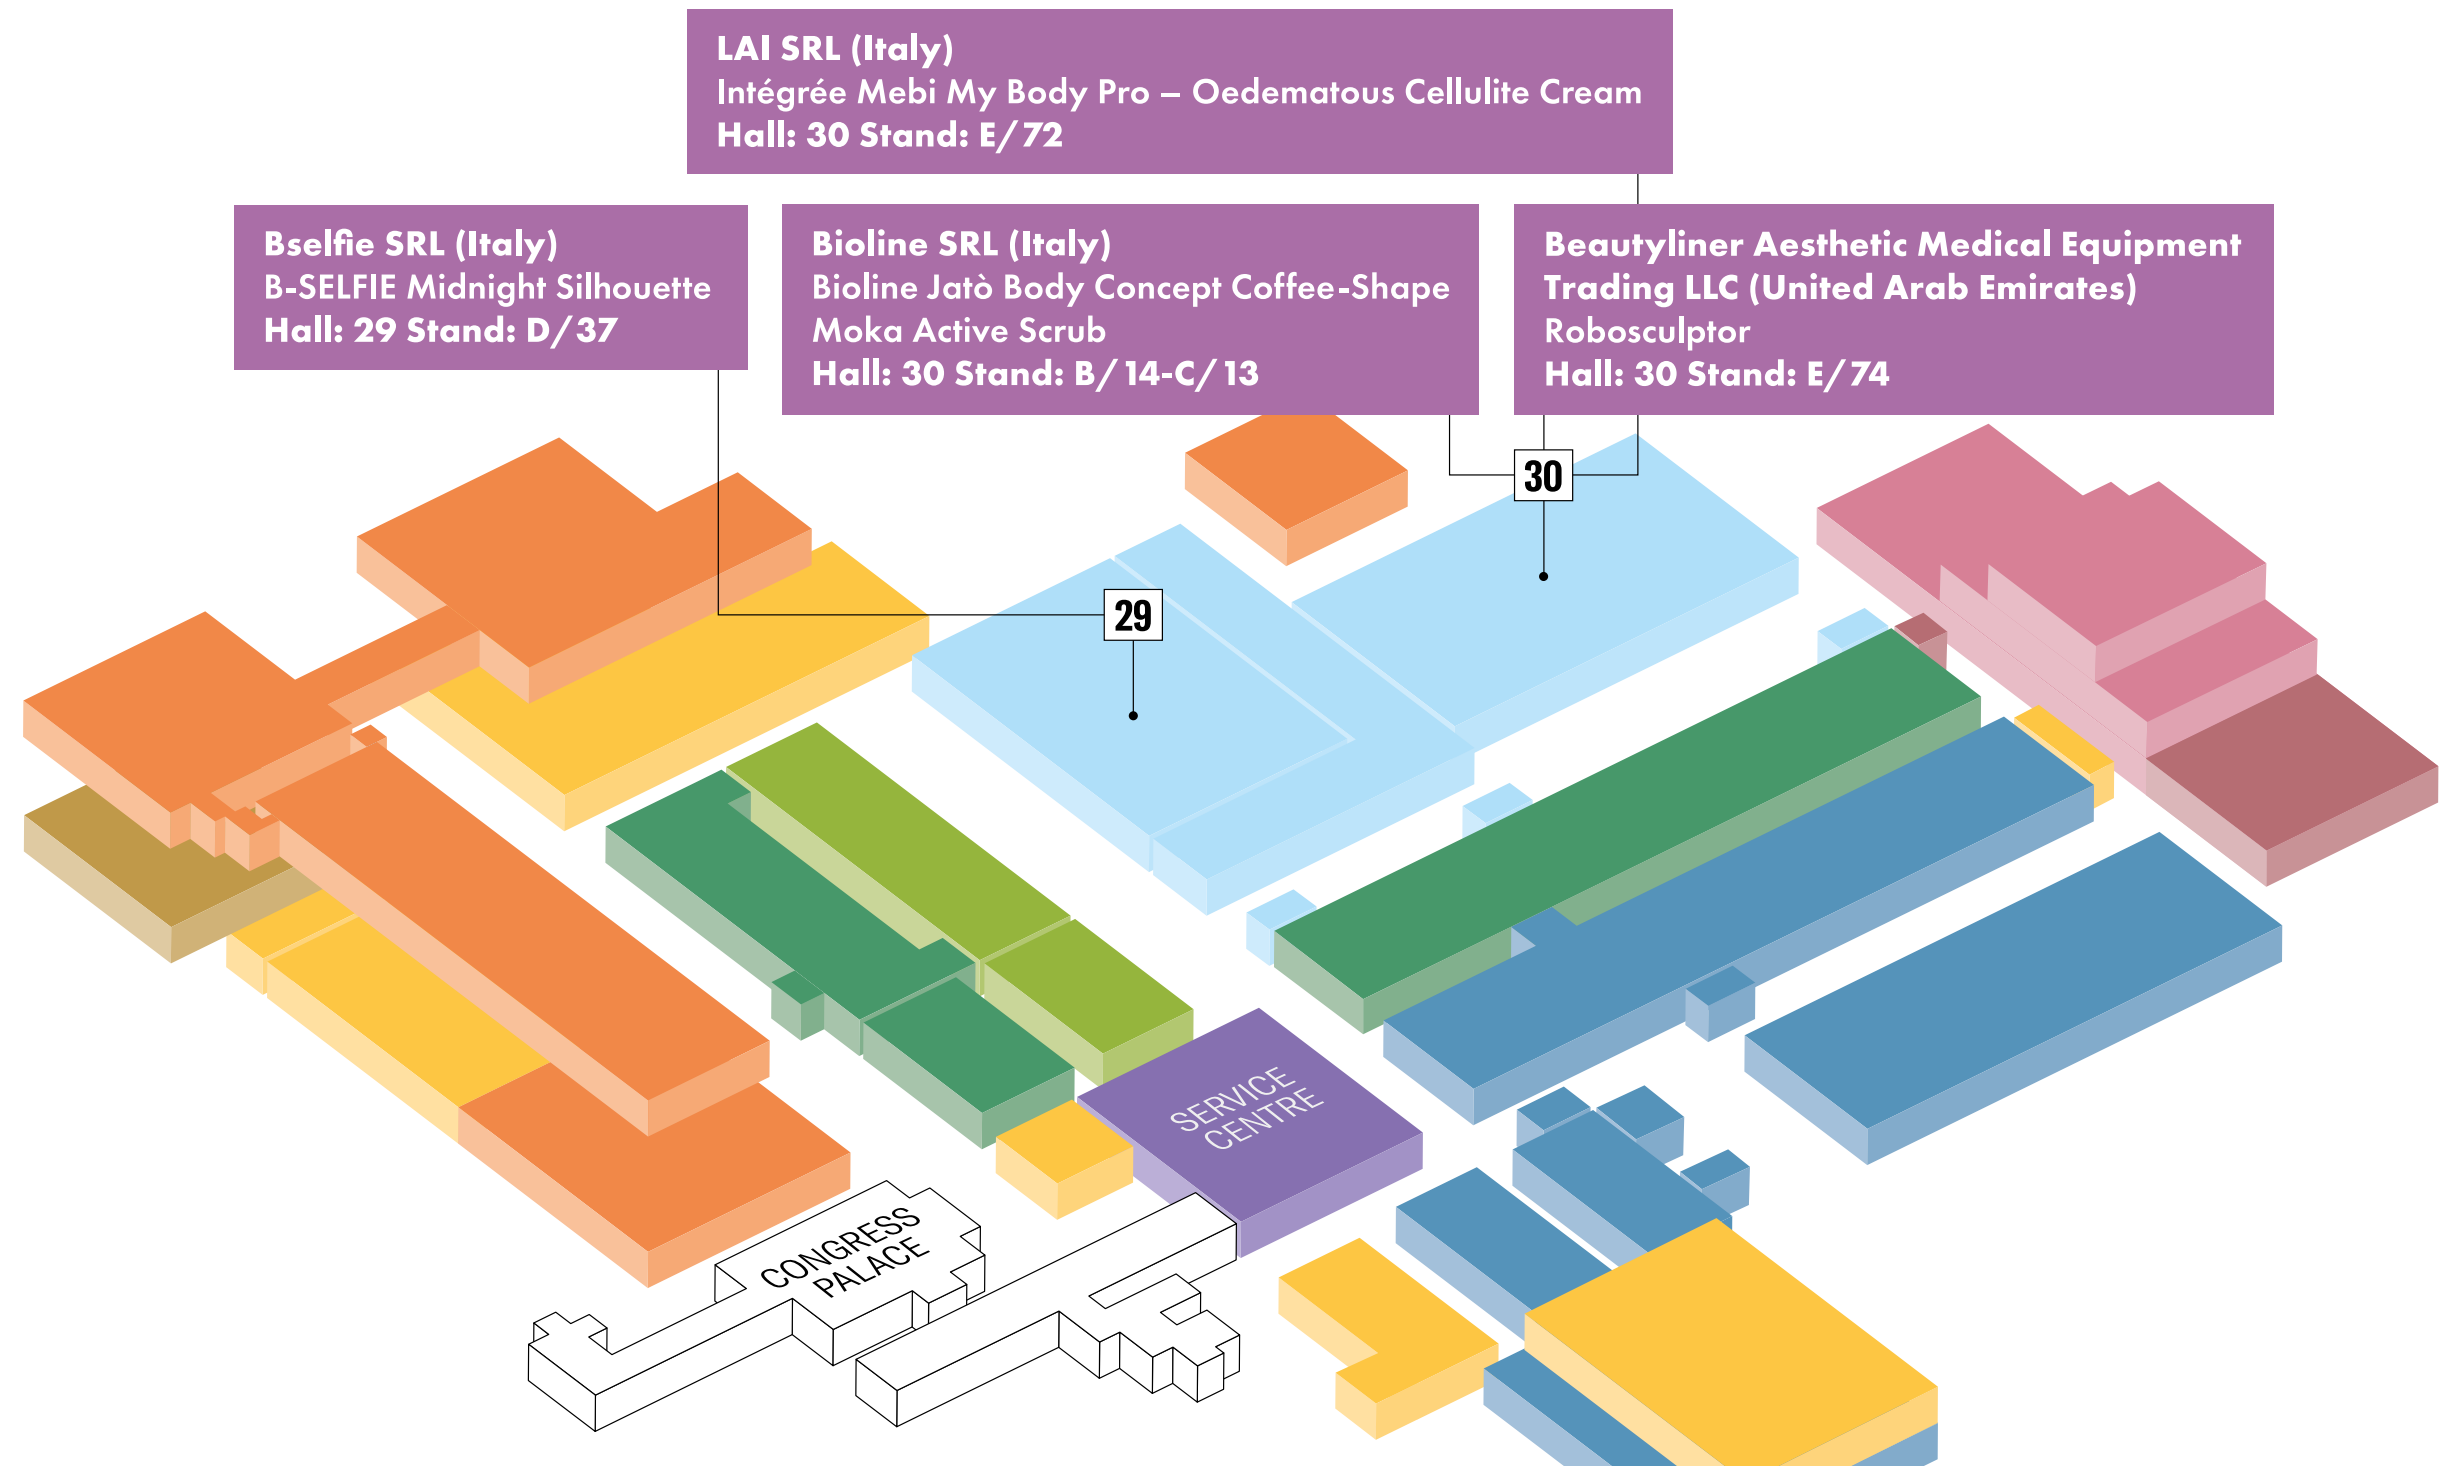 LAI SRL (Italy)
Intégrée Mebi My Body Pro – Oedematous Cellulite Cream
Hall: 30 Stand: E/72
Bselfie SRL (Italy)
B-SELFIE Midnight Silhouette
Hall: 29 Stand: D/37
Bioline SRL (Italy)
Bioline Jatò Body Concept Coffee-Shape
Moka Active Scrub
Hall: 30 Stand: B/14-C/13
Beautyliner Aesthetic Medical Equipment
Trading LLC (United Arab Emirates)
Robosculptor
Hall: 30 Stand: E/74
30
29
SERVICE
CENTRE
CONGRESS
PALACE